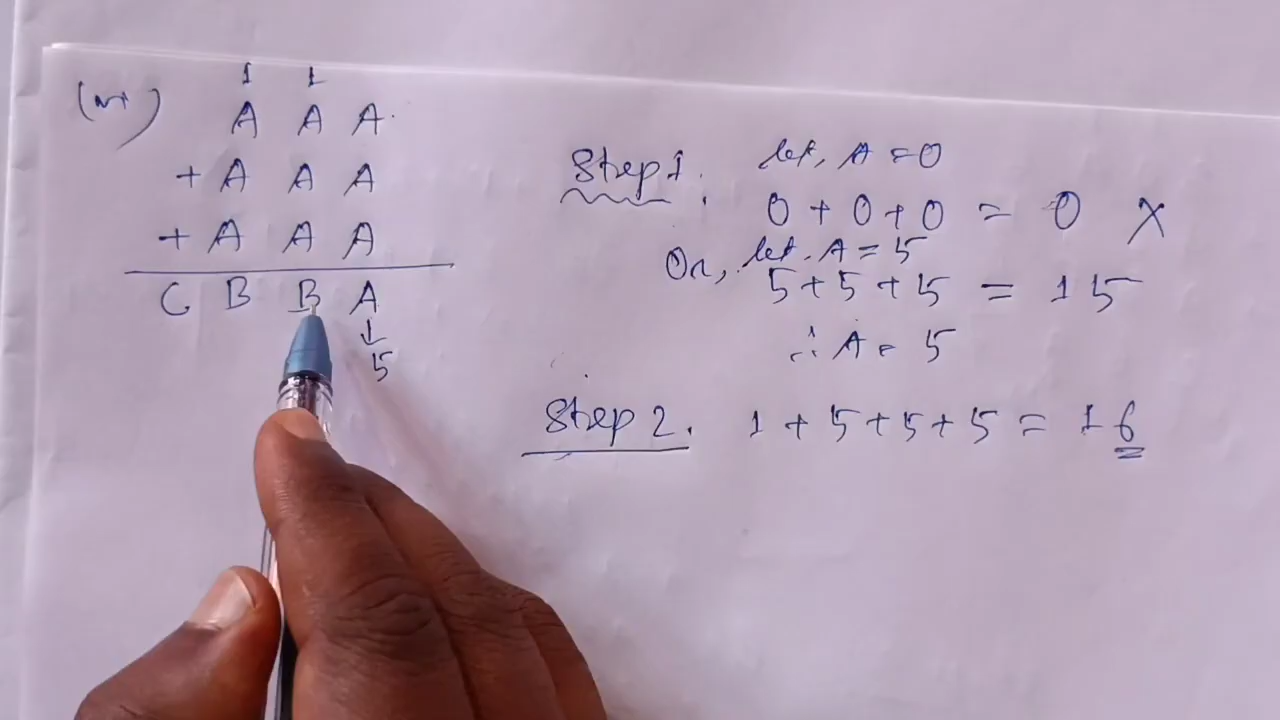 1 1
A A A
+ A A A
+ A A A
C B B A
↓
5
Step 1. let, A = 0
0 + 0 + 0 = 0 X
Or, let, A = 5
5 + 5 + 5 = 15
∴ A = 5
Step 2. 1 + 5 + 5 + 5 = 16